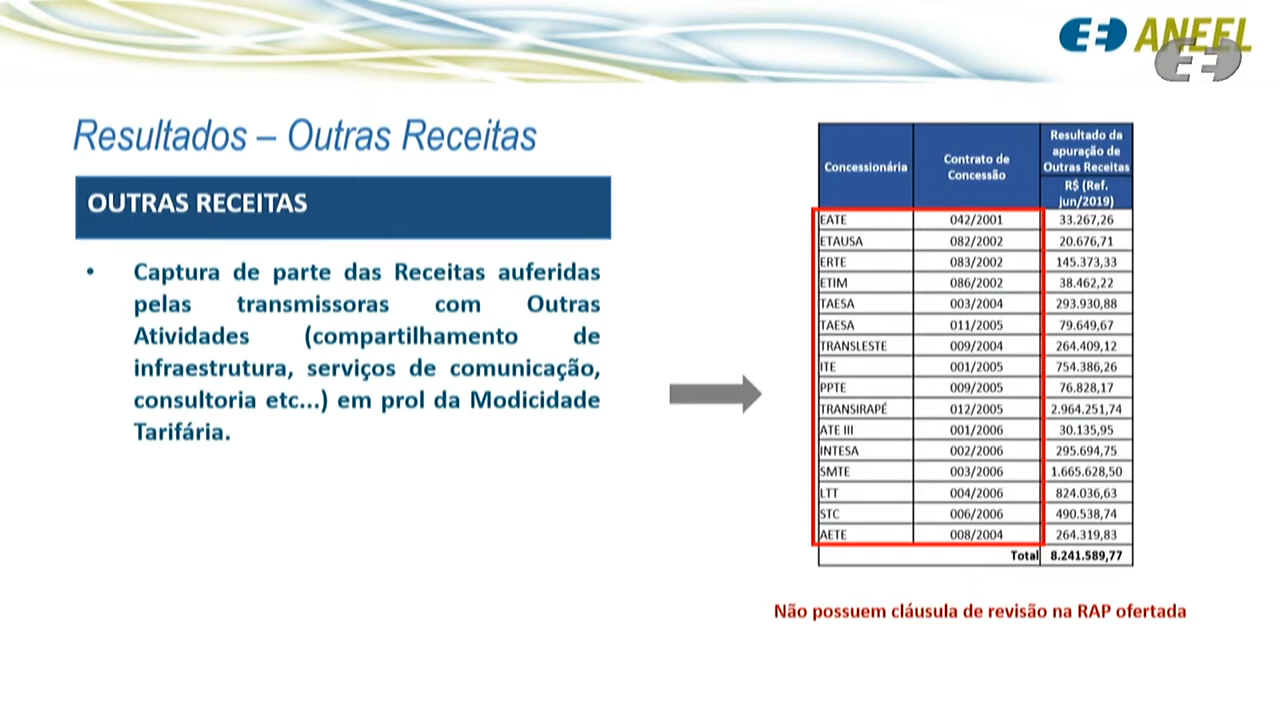 ANEEL
Resultados – Outras Receitas
OUTRAS RECEITAS
• Captura de parte das Receitas auferidas
pelas transmissoras com Outras
Atividades (compartilhamento de
infraestrutura, serviços de comunicação,
consultoria etc...) em prol da Modicidade
Tarifária.
Concessionária Contrato de Concessão Resultado da apuração de Outras Receitas
R$ (Ref. jun/2019)
EATE 042/2001 33.267,26
ETAUSA 082/2002 20.676,71
ERTE 083/2002 145.373,33
ETIM 086/2002 38.462,22
TAESA 003/2004 293.930,88
TAESA 011/2005 79.649,67
TRANSLESTE 009/2004 264.409,12
ITE 001/2005 754.386,26
PPTE 009/2005 76.828,17
TRANSIRAPÉ 012/2005 2.964.251,74
ATE III 001/2006 30.135,95
INTESA 002/2006 295.694,75
SMTE 003/2006 1.665.628,50
LTT 004/2006 824.036,63
STC 006/2006 490.538,74
AETE 008/2004 264.319,83
Total 8.241.589,77
Não possuem cláusula de revisão na RAP ofertada